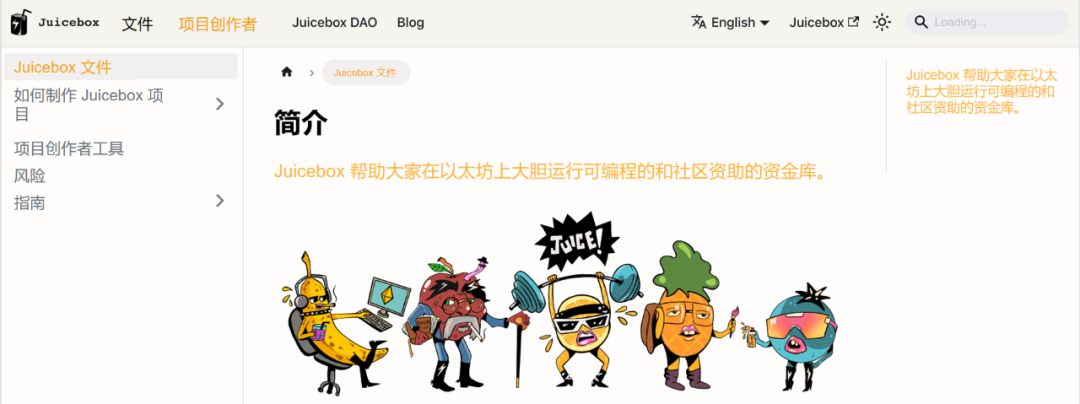 Juicebox 文件 项目创作者 Juicebox DAO Blog English Juicebox Loading...
Juicebox 文件
如何制作 Juicebox 项
目
项目创作者工具
风险
指南
Juicebox 文件
简介
Juicebox 帮助大家在以太坊上大胆运行可编程的和社区资助的资金库。
JUICE!
Juicebox 帮助大家在以太
坊上大胆运行可编程的和
社区资助的资金库。